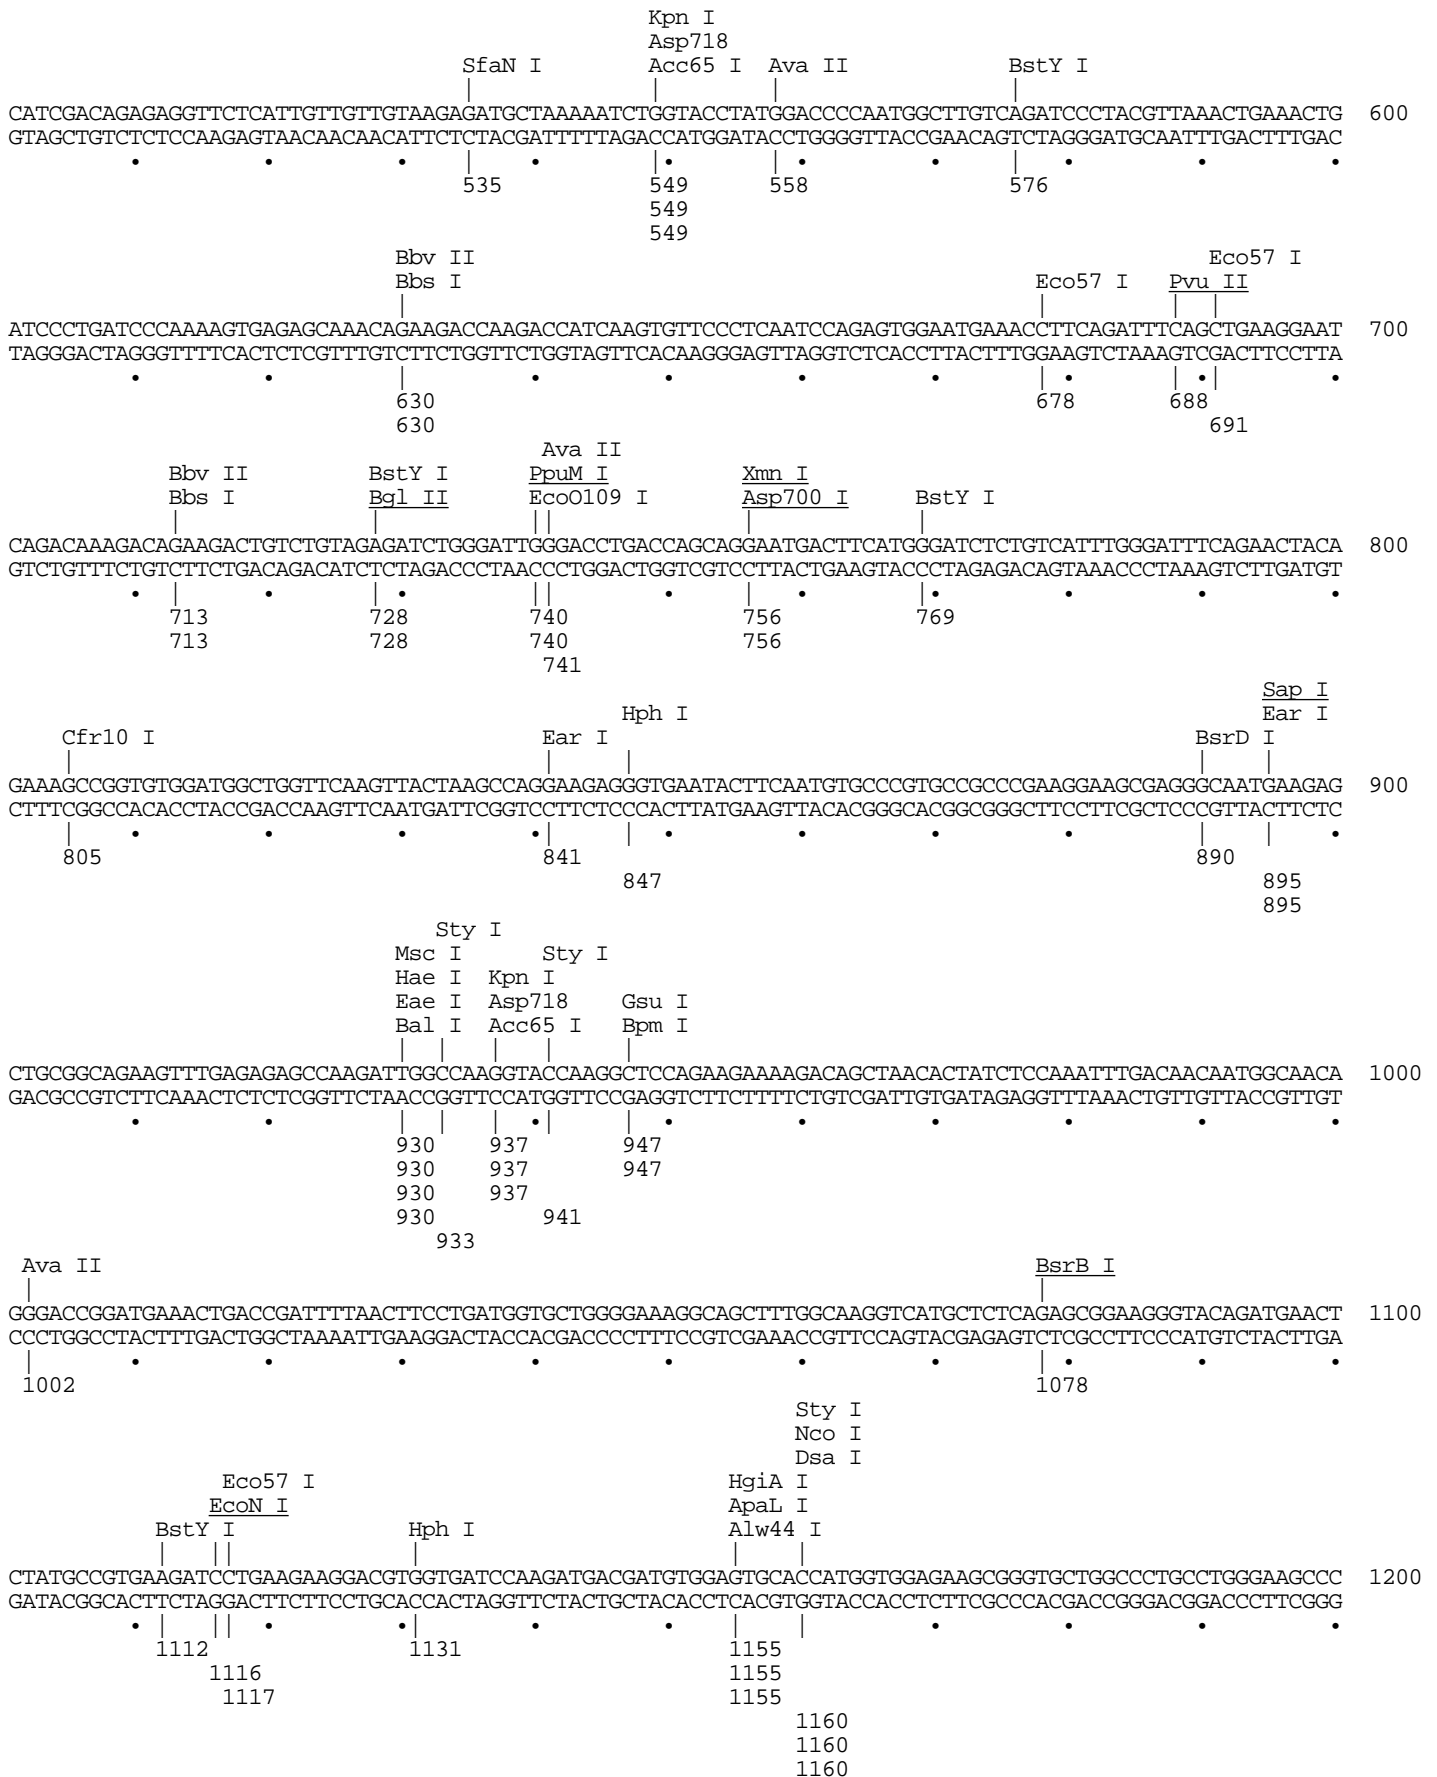 Kpn I
Asp718
SfaN I Acc65 I Ava II BstY I
CATCGACAGAGAGGTTCTCATTGTTGTTGTAAGAGATGCTAAAAATCTGGTACCTATGGACCCCAATGGCTTGTCAGATCCCTACGTTAAACTGAAACTG 600
GTAGCTGTCTCTCCAAGAGTAACAACAACATTCTCTACGATTTTTAGACCATGGATACCTGGGGTTACCGAACAGTCTAGGGATGCAATTTGACTTTGAC
535 549 558 576
549
549
Bbv II Eco57 I
Bbs I Eco57 I Pvu II
ATCCCTGATCCCAAAAGTGAGAGCAAACAGAAGACCAAGACCATCAAGTGTTCCCTCAATCCAGAGTGGAATGAAACCTTCAGATTTCAGCTGAAGGAAT 700
TAGGGACTAGGGTTTTCACTCTCGTTTGTCTTCTGGTTCTGGTAGTTCACAAGGGAGTTAGGTCTCACCTTACTTTGGAAGTCTAAAGTCGACTTCCTTA
630 678 688
630 691
Ava II
Bbv II BstY I PpuM I Xmn I
Bbs I Bgl II EcoO109 I Asp700 I BstY I
CAGACAAAGACAGAAGACTGTCTGTAGAGATCTGGGATTGGGACCTGACCAGCAGGAATGACTTCATGGGATCTCTGTCATTTGGGATTTCAGAACTACA 800
GTCTGTTTCTGTCTTCTGACAGACATCTCTAGACCCTAACCCTGGACTGGTCGTCCTTACTGAAGTACCCTAGAGACAGTAAACCCTAAAGTCTTGATGT
713 728 740 756 769
713 728 740 756
741
Sap I
Hph I Ear I
Cfr10 I Ear I BsrD I
GAAAGCCGGTGTGGATGGCTGGTTCAAGTTACTAAGCCAGGAAGAGGGTGAATACTTCAATGTGCCCGTGCCGCCCGAAGGAAGCGAGGGCAATGAAGAG 900
CTTTCGGCCACACCTACCGACCAAGTTCAATGATTCGGTCCTTCTCCCACTTATGAAGTTACACGGGCACGGCGGGCTTCCTTCGCTCCCGTTACTTCTC
805 841 890
847 895
895
Sty I
Msc I Sty I
Hae I Kpn I
Eae I Asp718 Gsu I
Bal I Acc65 I Bpm I
CTGCGGCAGAAGTTTGAGAGAGCCAAGATTGGCCAAGGTACCAAGGCTCCAGAAGAAAAGACAGCTAACACTATCTCCAAATTTGACAACAATGGCAACA 1000
GACGCCGTCTTCAAACTCTCTCGGTTCTAACCGGTTCCATGGTTCCGAGGTCTTCTTTTCTGTCGATTGTGATAGAGGTTTAAACTGTTGTTACCGTTGT
930 937 947
930 937 947
930 937
930 941
933
Ava II BsrB I
GGGACCGGATGAAACTGACCGATTTTAACTTCCTGATGGTGCTGGGGAAAGGCAGCTTTGGCAAGGTCATGCTCTCAGAGCGGAAGGGTACAGATGAACT 1100
CCCTGGCCTACTTTGACTGGCTAAAATTGAAGGACTACCACGACCCCTTTCCGTCGAAACCGTTCCAGTACGAGAGTCTCGCCTTCCCATGTCTACTTGA
1002 1078
Sty I
Nco I
Dsa I
Eco57 I HgiA I
EcoN I ApaL I
BstY I Hph I Alw44 I
CTATGCCGTGAAGATCCTGAAGAAGGACGTGGTGATCCAAGATGACGATGTGGAGTGCACCATGGTGGAGAAGCGGGTGCTGGCCCTGCCTGGGAAGCCC 1200
GATACGGCACTTCTAGGACTTCTTCCTGCACCACTAGGTTCTACTGCTACACCTCACGTGGTACCACCTCTTCGCCCACGACCGGGACGGACCCTTCGGG
1112 1131 1155
1116 1155
1117 1155
1160
1160
1160